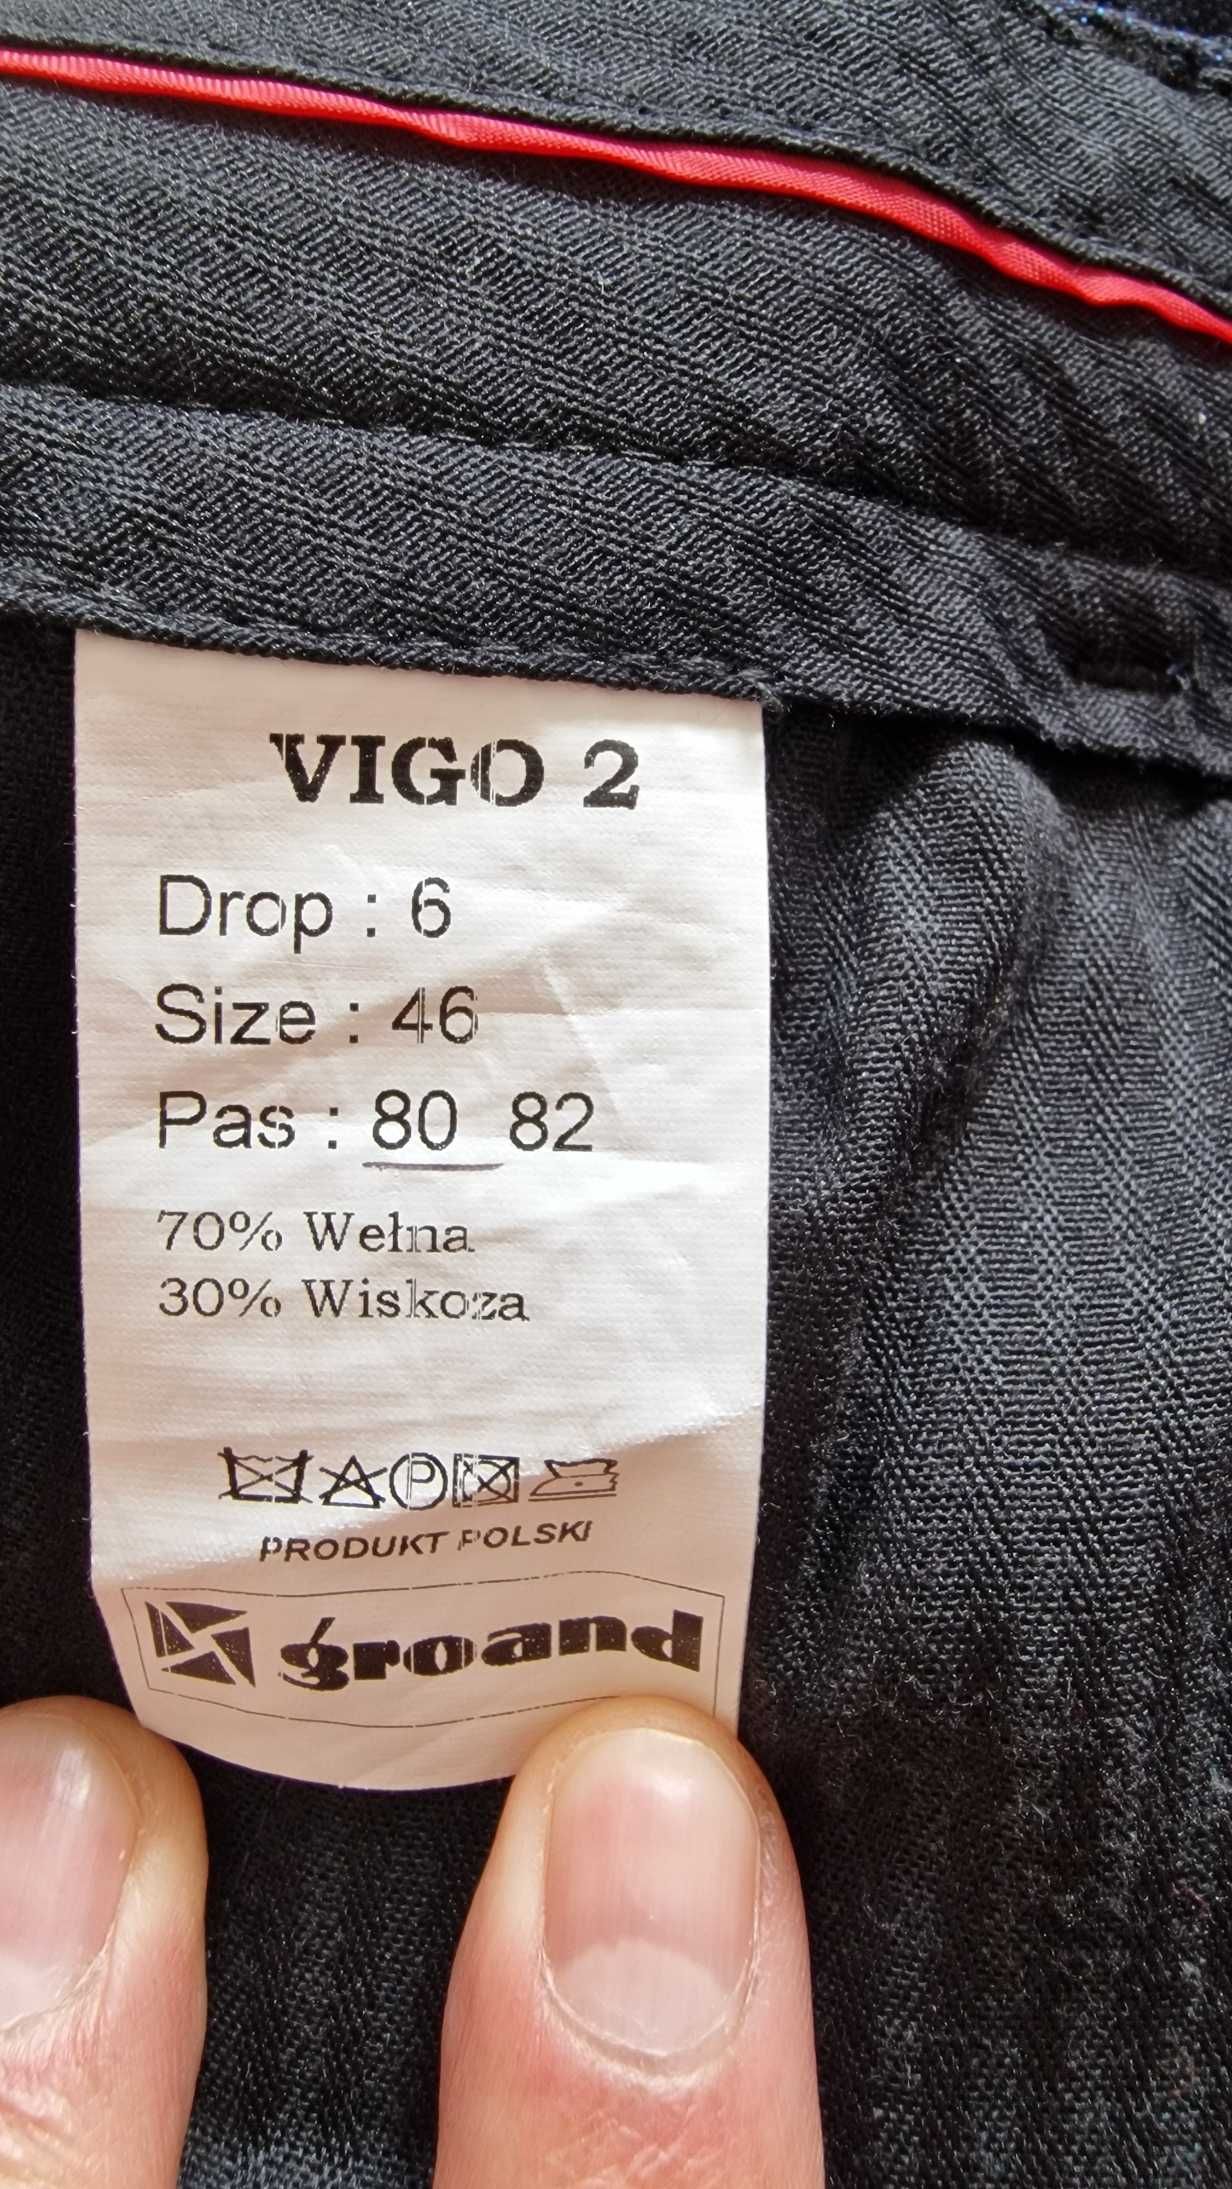 VIGO 2
Drop : 6
Size : 46
Pas : 80 82
70% Wełna
30% Wiskoza
P
PRODUKT POLSKI
groand